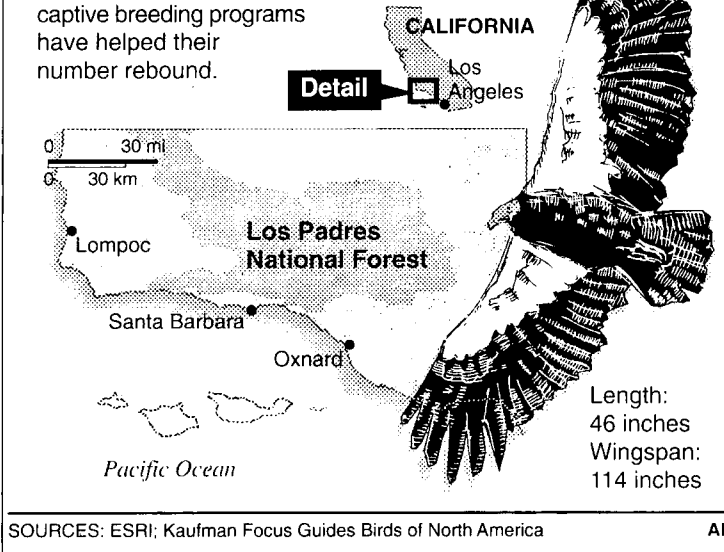 captive breeding programs
have helped their
number rebound.
CALIFORNIA
Los
Angeles
Detail
0 30 mi
0 30 km
Lompoc
Los Padres
National Forest
Santa Barbara
Oxnard
Pacific Ocean
Length:
46 inches
Wingspan:
114 inches
SOURCES: ESRI; Kaufman Focus Guides Birds of North America